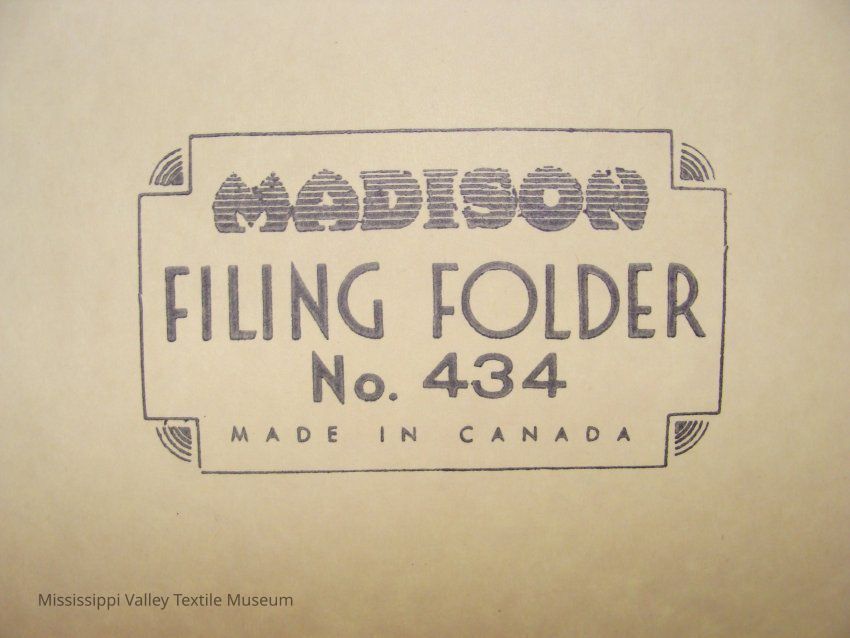 MADISON
FILING FOLDER
No. 434
MADE IN CANADA
Mississippi Valley Textile Museum